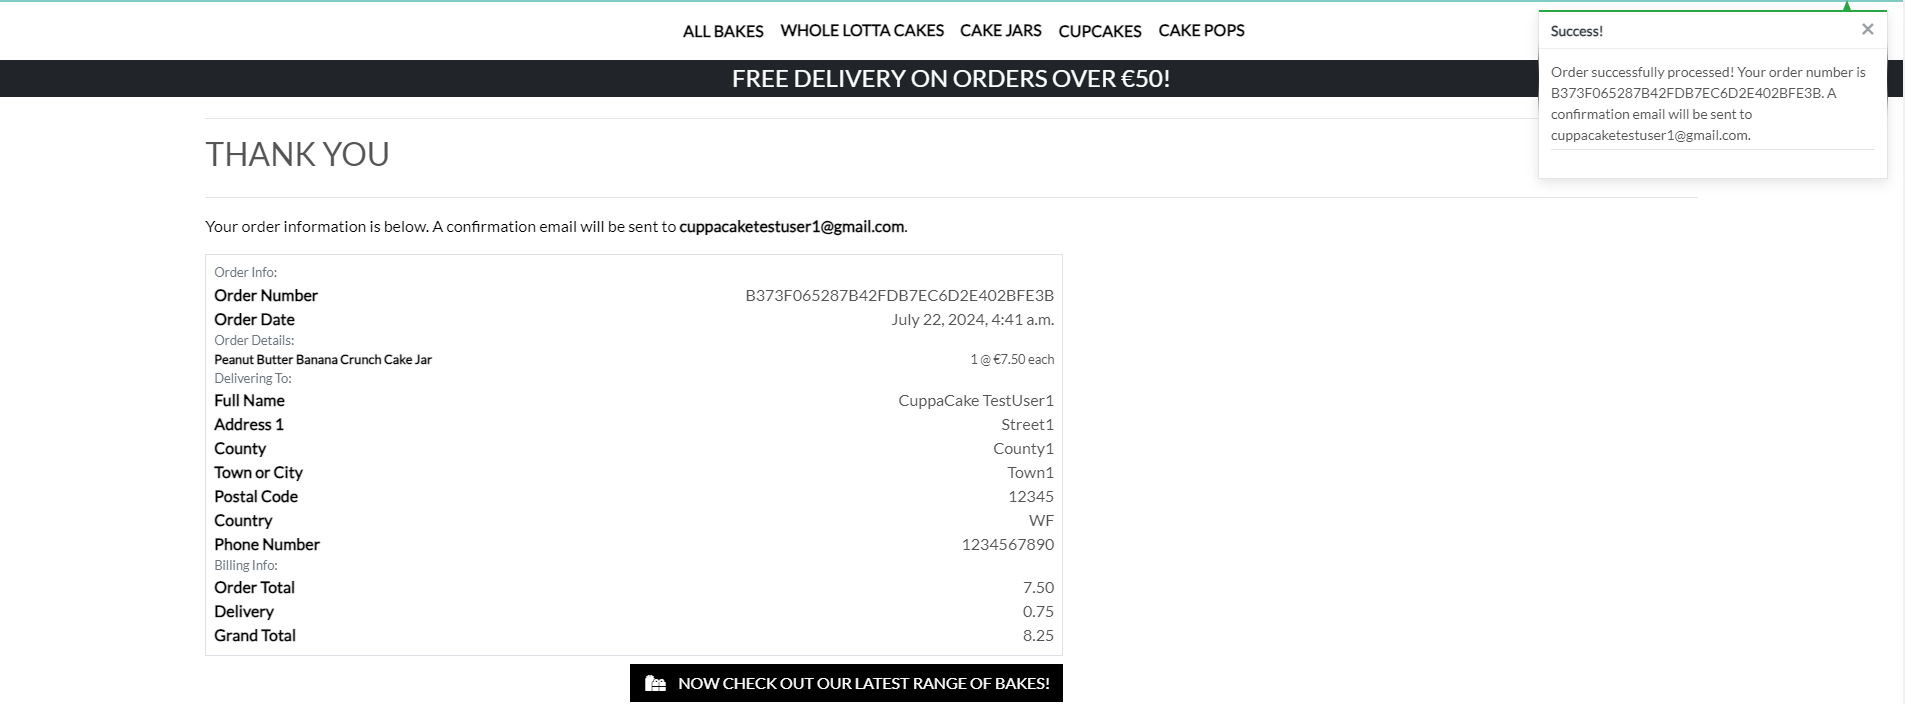 ALL BAKES WHOLE LOTTA CAKES CAKE JARS CUPCAKES CAKE POPS
FREE DELIVERY ON ORDERS OVER €50!
Success! ×
Order successfully processed! Your order number is
B373F065287B42FDB7EC6D2E402BFE3B. A
confirmation email will be sent to
cuppacaketestuser1@gmail.com.
THANK YOU
Your order information is below. A confirmation email will be sent to cuppacaketestuser1@gmail.com.
Order Info:
Order Number B373F065287B42FDB7EC6D2E402BFE3B
Order Date July 22, 2024, 4:41 a.m.
Order Details:
Peanut Butter Banana Crunch Cake Jar 1 @ €7.50 each
Delivering To:
Full Name CuppaCake TestUser1
Address 1 Street1
County County1
Town or City Town1
Postal Code 12345
Country WF
Phone Number 1234567890
Billing Info:
Order Total 7.50
Delivery 0.75
Grand Total 8.25
NOW CHECK OUT OUR LATEST RANGE OF BAKES!